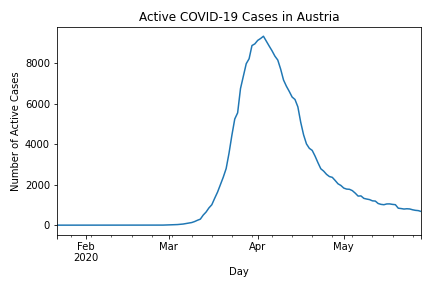 Active COVID-19 Cases in Austria
Number of Active Cases
8000
6000
4000
2000
0
Feb
2020
Mar
Apr
May
Day